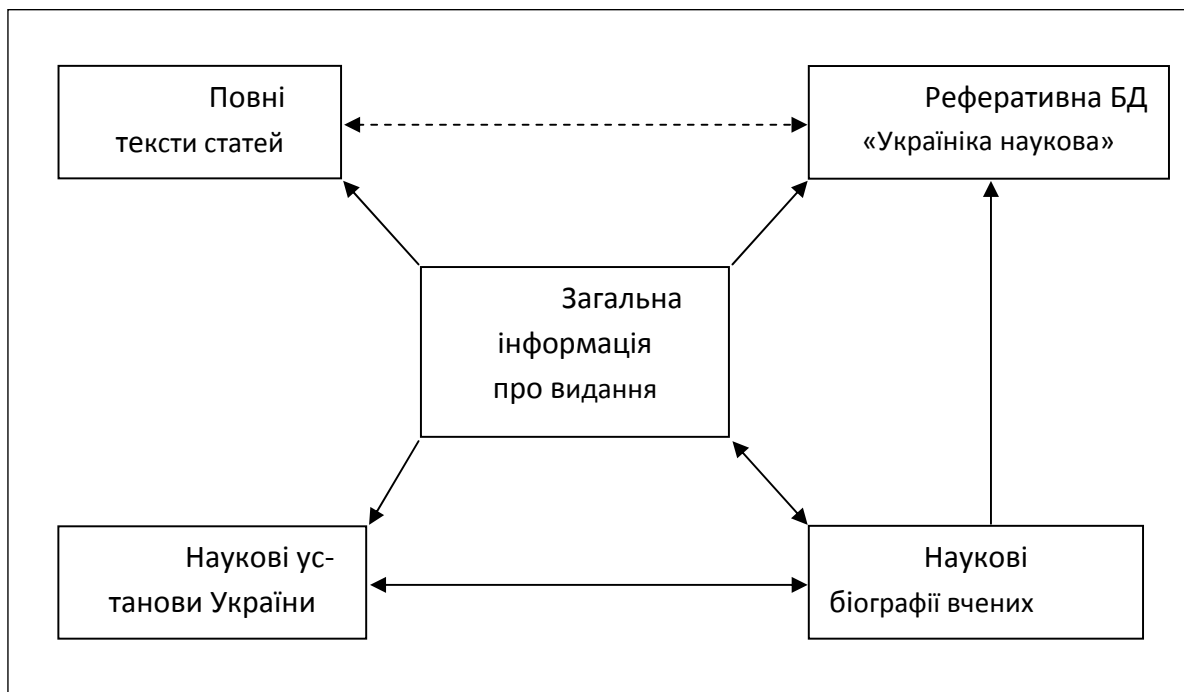 Повні
тексти статей
Реферативна БД
«Україніка наукова»
Загальна
інформація
про видання
Наукові ус-
танови України
Наукові
біографії вчених